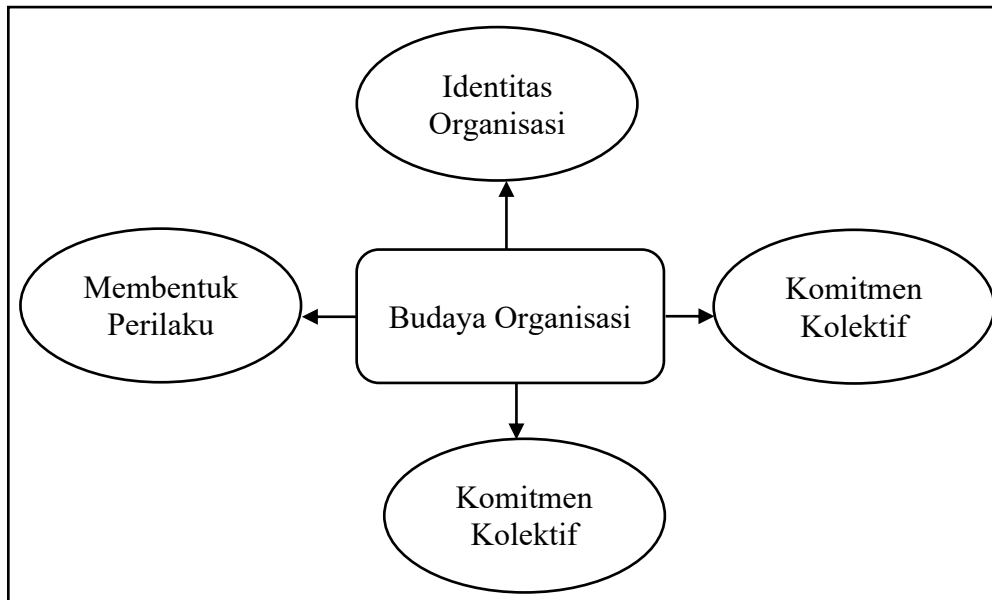 Identitas
Organisasi
Membentuk
Perilaku
Budaya Organisasi
Komitmen
Kolektif
Komitmen
Kolektif